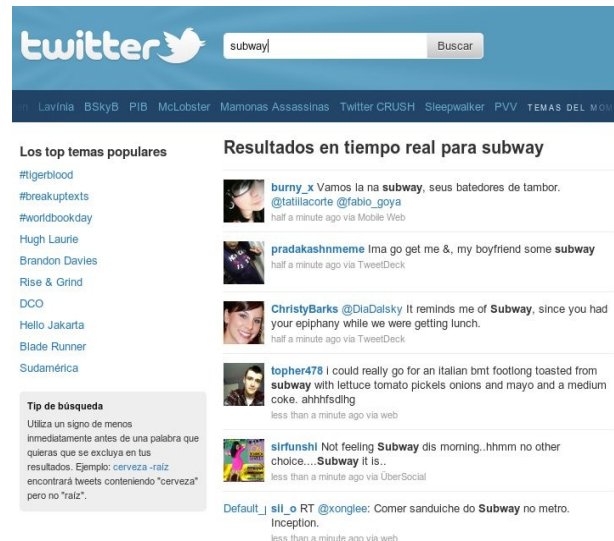 twitter
subway
Buscar
Lavínia BSkyB PIB McLobster Mamonas Assassinas Twitter CRUSH Sleepwalker PVV TEMAS DEL
Los top temas populares
#tigerblood
#breakuptexts
#worldbookday
Hugh Laurie
Brandon Davies
Rise & Grind
DCO
Hello Jakarta
Blade Runner
Sudamérica
Tip de búsqueda
Utiliza un signo de menos
inmediatamente antes de una palabra que
quieras que se excluya en tus
resultados. Ejemplo: cerveza -raíz
encontrará tweets conteniendo "cerveza"
pero no "raíz".
Resultados en tiempo real para subway
burny_x Vamos la na subway, seus batedores de tambor.
@tatiilacorte @fabio_goya
half a minute ago via Mobile Web
pradakashnmeme Ima go get me &, my boyfriend some subway
half a minute ago via TweetDeck
ChristyBarks @DiaDalsky It reminds me of Subway, since you had
your epiphany while we were getting lunch.
half a minute ago via TweetDeck
topher478 i could really go for an italian bmt footlong toasted from
subway with lettuce tomato pickels onions and mayo and a medium
coke. ahhhfsdlhg
less than a minute ago via web
sirfunshi Not feeling Subway dis morning..hhmm no other
choice....Subway it is..
less than a minute ago via ÜberSocial
Default_ sii_o RT @xonglee: Comer sanduiche do Subway no metro.
Inception.
less than a minute ago via web